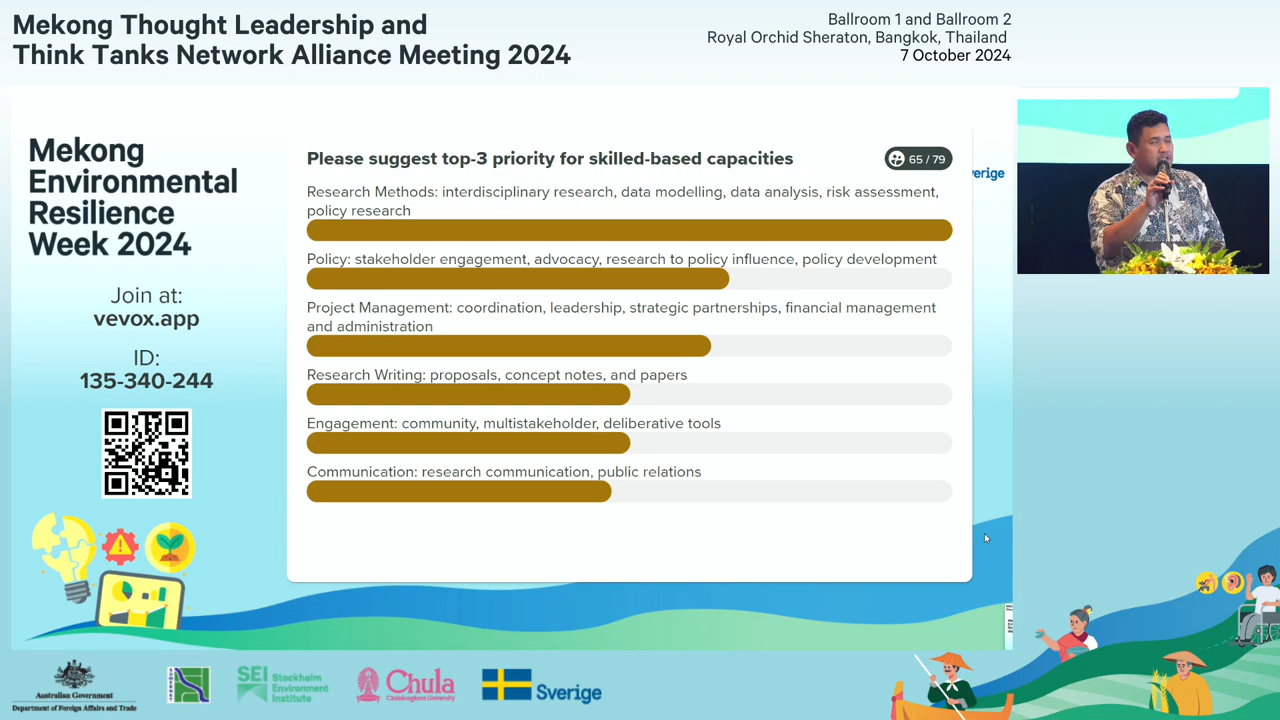 Mekong Thought Leadership and
Think Tanks Network Alliance Meeting 2024
Ballroom 1 and Ballroom 2
Royal Orchid Sheraton, Bangkok, Thailand
7 October 2024
Mekong
Environmental
Resilience
Week 2024
Join at:
vevox.app
ID:
135-340-244
Please suggest top-3 priority for skilled-based capacities
65 / 79
Research Methods: interdisciplinary research, data modelling, data analysis, risk assessment,
policy research
Policy: stakeholder engagement, advocacy, research to policy influence, policy development
Project Management: coordination, leadership, strategic partnerships, financial management
and administration
Research Writing: proposals, concept notes, and papers
Engagement: community, multistakeholder, deliberative tools
Communication: research communication, public relations
erige
Australian Government
Department of Foreign Affairs and Trade
SEI Stockholm
Environment
Institute
Chula
Chulalongkorn University
Sverige